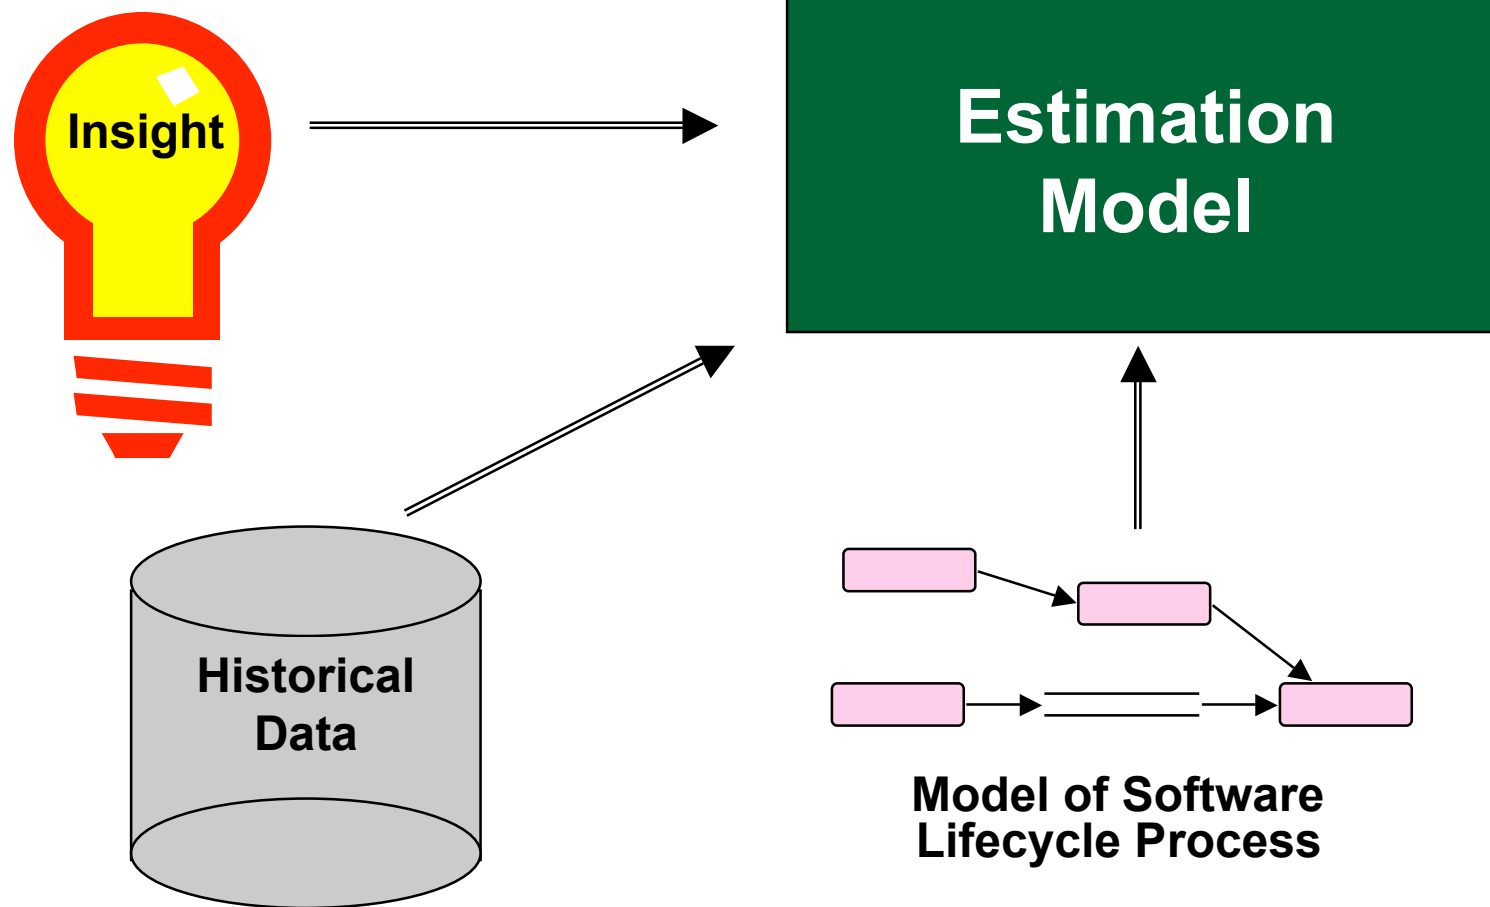 Insight
Estimation
Model
Historical
Data
Model of Software
Lifecycle Process